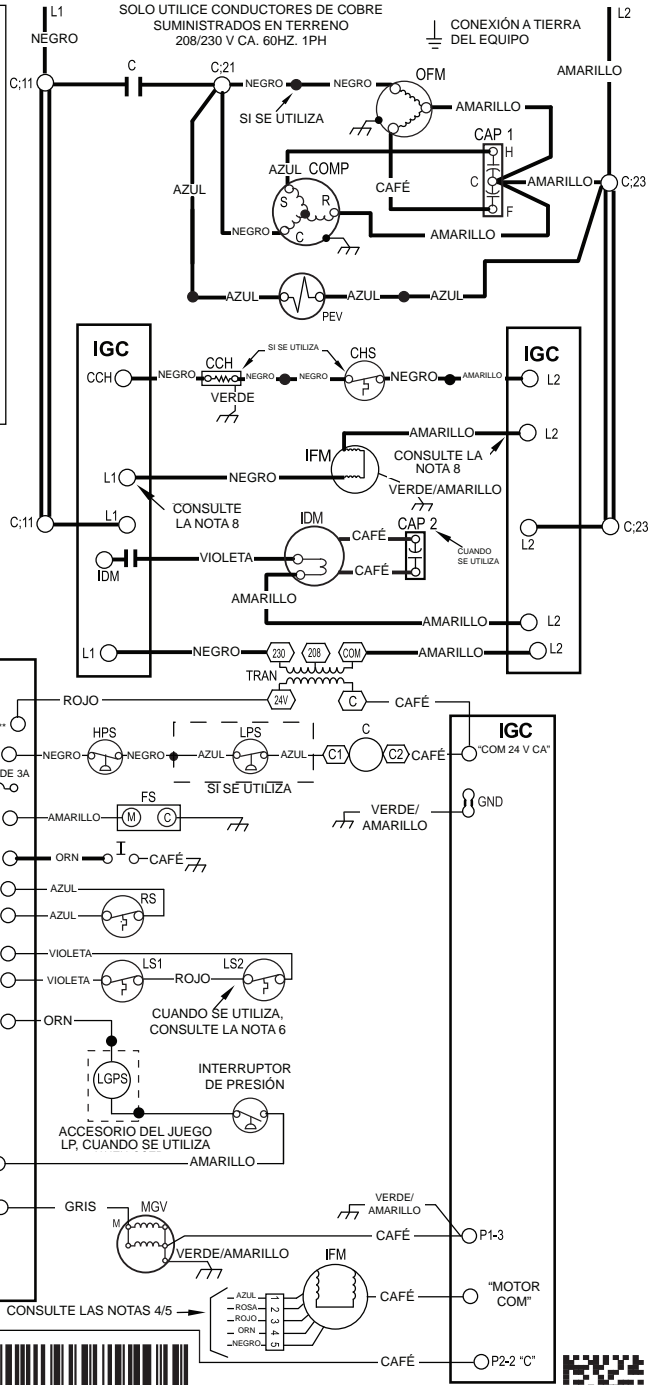 L1
NEGRO
SOLO UTILICE CONDUCTORES DE COBRE
SUMINISTRADOS EN TERRENO
208/230 V CA. 60HZ. 1PH
CONEXIÓN A TIERRA
DEL EQUIPO
L2
AMARILLO
C;11
C
C;21
NEGRO
NEGRO
SI SE UTILIZA
OFM
AMARILLO
CAP 1
H
C
F
AMARILLO
C;23
AZUL
AZUL
COMP
S
R
C
CAFÉ
NEGRO
AMARILLO
AZUL
AZUL
AZUL
PEV
IGC
SI SE UTILIZA
IGC
CCH
NEGRO
CCH
NEGRO
NEGRO
CHS
NEGRO
AMARILLO
L2
VERDE
AMARILLO
L2
CONSULTE LA
NOTA 8
IFM
L1
NEGRO
VERDE/AMARILLO
CONSULTE
LA NOTA 8
C;11
L1
IDM
CAFÉ
CAP 2
L2
C;23
CUANDO
SE UTILIZA
VIOLETA
IDM
CAFÉ
AMARILLO
AMARILLO
L2
L1
NEGRO
230
208
COM
AMARILLO
L2
TRAN
24V
C
CAFÉ
ROJO
**
IGC
"COM 24 V CA"
NEGRO
HPS
NEGRO
AZUL
LPS
AZUL
C1
C
C2
CAFÉ
SI SE UTILIZA
DE 3A
GND
VERDE/
AMARILLO
FS
AMARILLO
M
C
ORN
I
CAFÉ
AZUL
RS
AZUL
VIOLETA
VIOLETA
LS1
ROJO
LS2
CUANDO SE UTILIZA,
CONSULTE LA NOTA 6
ORN
LGPS
INTERRUPTOR
DE PRESIÓN
ACCESORIO DEL JUEGO
LP, CUANDO SE UTILIZA
AMARILLO
GRIS
MGV
M
VERDE/
AMARILLO
CAFÉ
P1-3
VERDE/AMARILLO
IFM
CONSULTE LAS NOTAS 4/5
AZUL 1
ROSA 2
ROJO 3
ORN 4
NEGRO 5
CAFÉ
"MOTOR
COM"
CAFÉ
P2-2 "C"